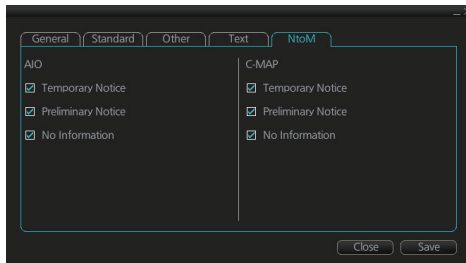 General Standard Other Text NtoM
AIO
Temporary Notice
Preliminary Notice
No Information
C-MAP
Temporary Notice
Preliminary Notice
No Information
Close Save